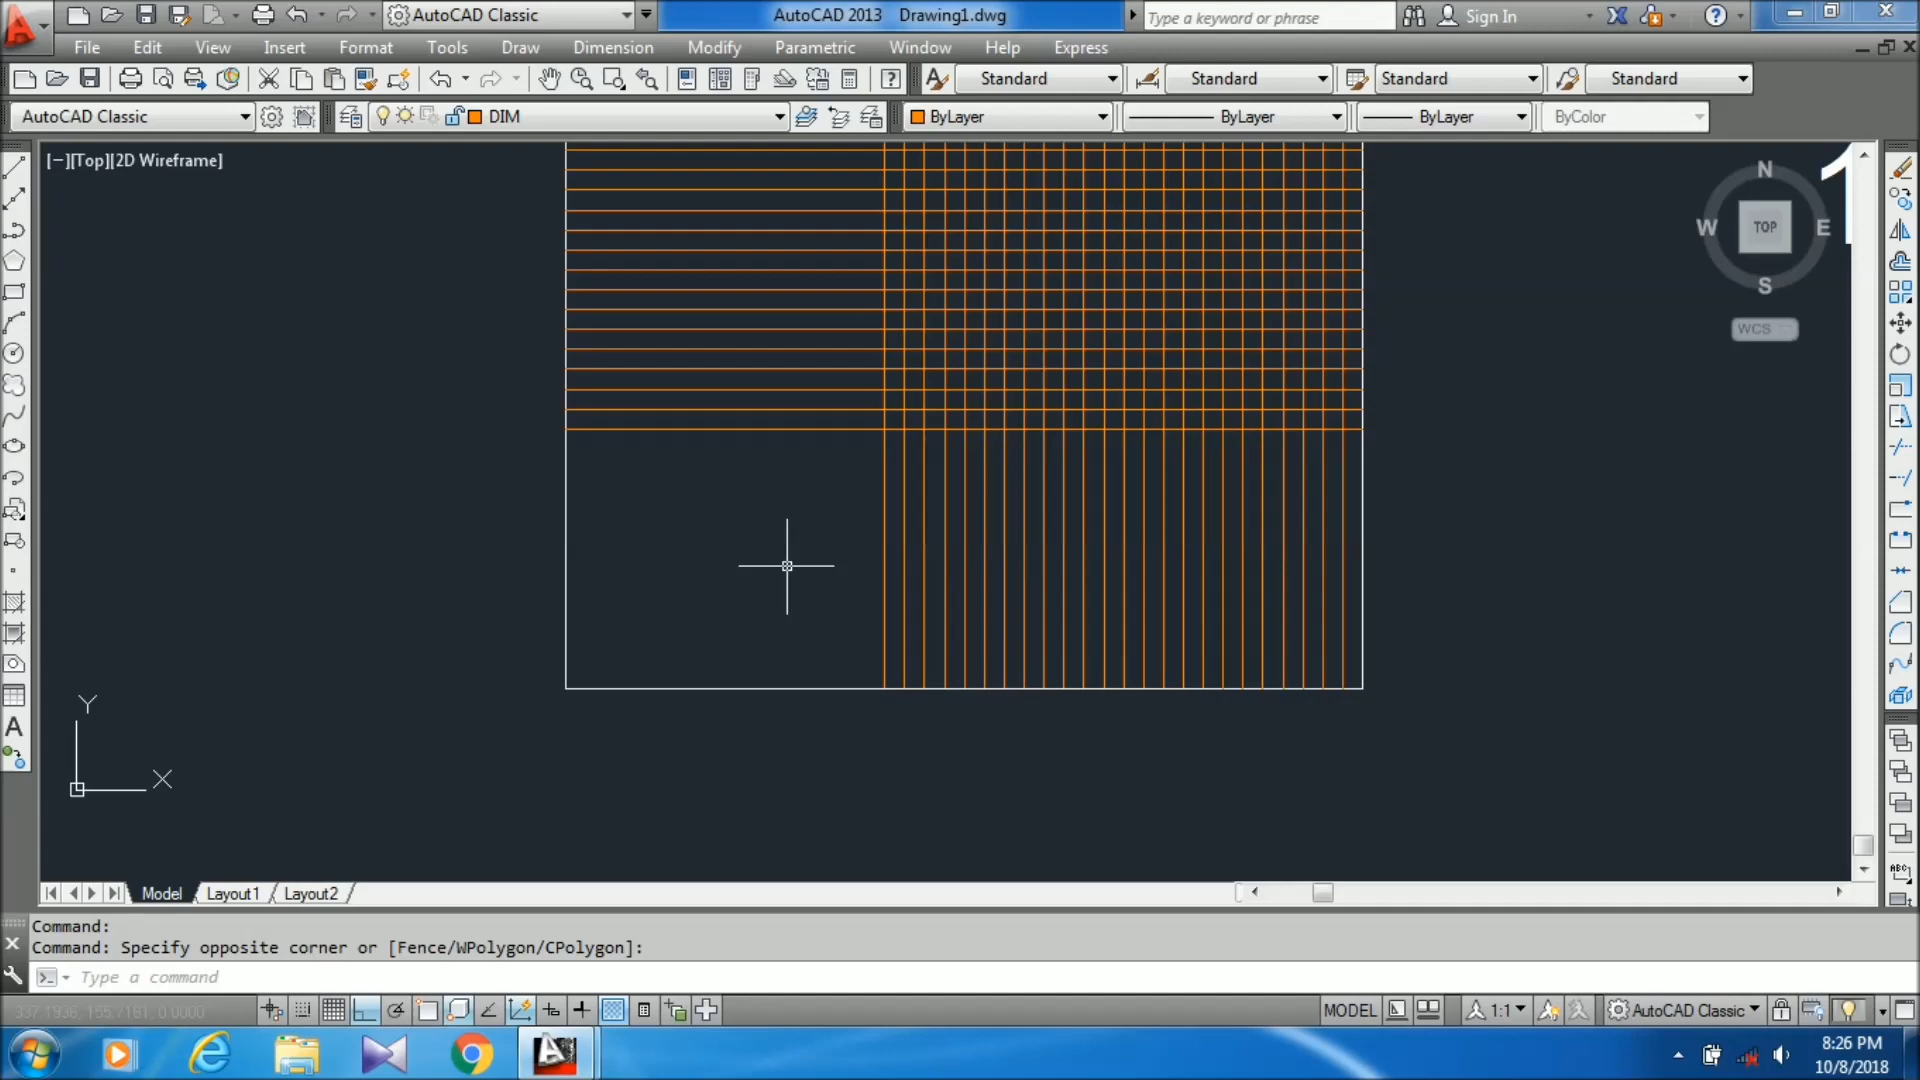 AutoCAD Classic
AutoCAD 2013 Drawing1.dwg
Type a keyword or phrase
Sign In
File Edit View Insert Format Tools Draw Dimension Modify Parametric Window Help Express
Standard Standard Standard Standard
AutoCAD Classic
DIM
ByLayer ByLayer ByLayer ByColor
[−][Top][2D Wireframe]
1
N
W TOP E
S
WCS
Y
X
ABC
Model Layout1 Layout2
Command:
Command: Specify opposite corner or [Fence/WPolygon/CPolygon]:
Type a command
MODEL 1:1 AutoCAD Classic
8:26 PM
10/8/2018